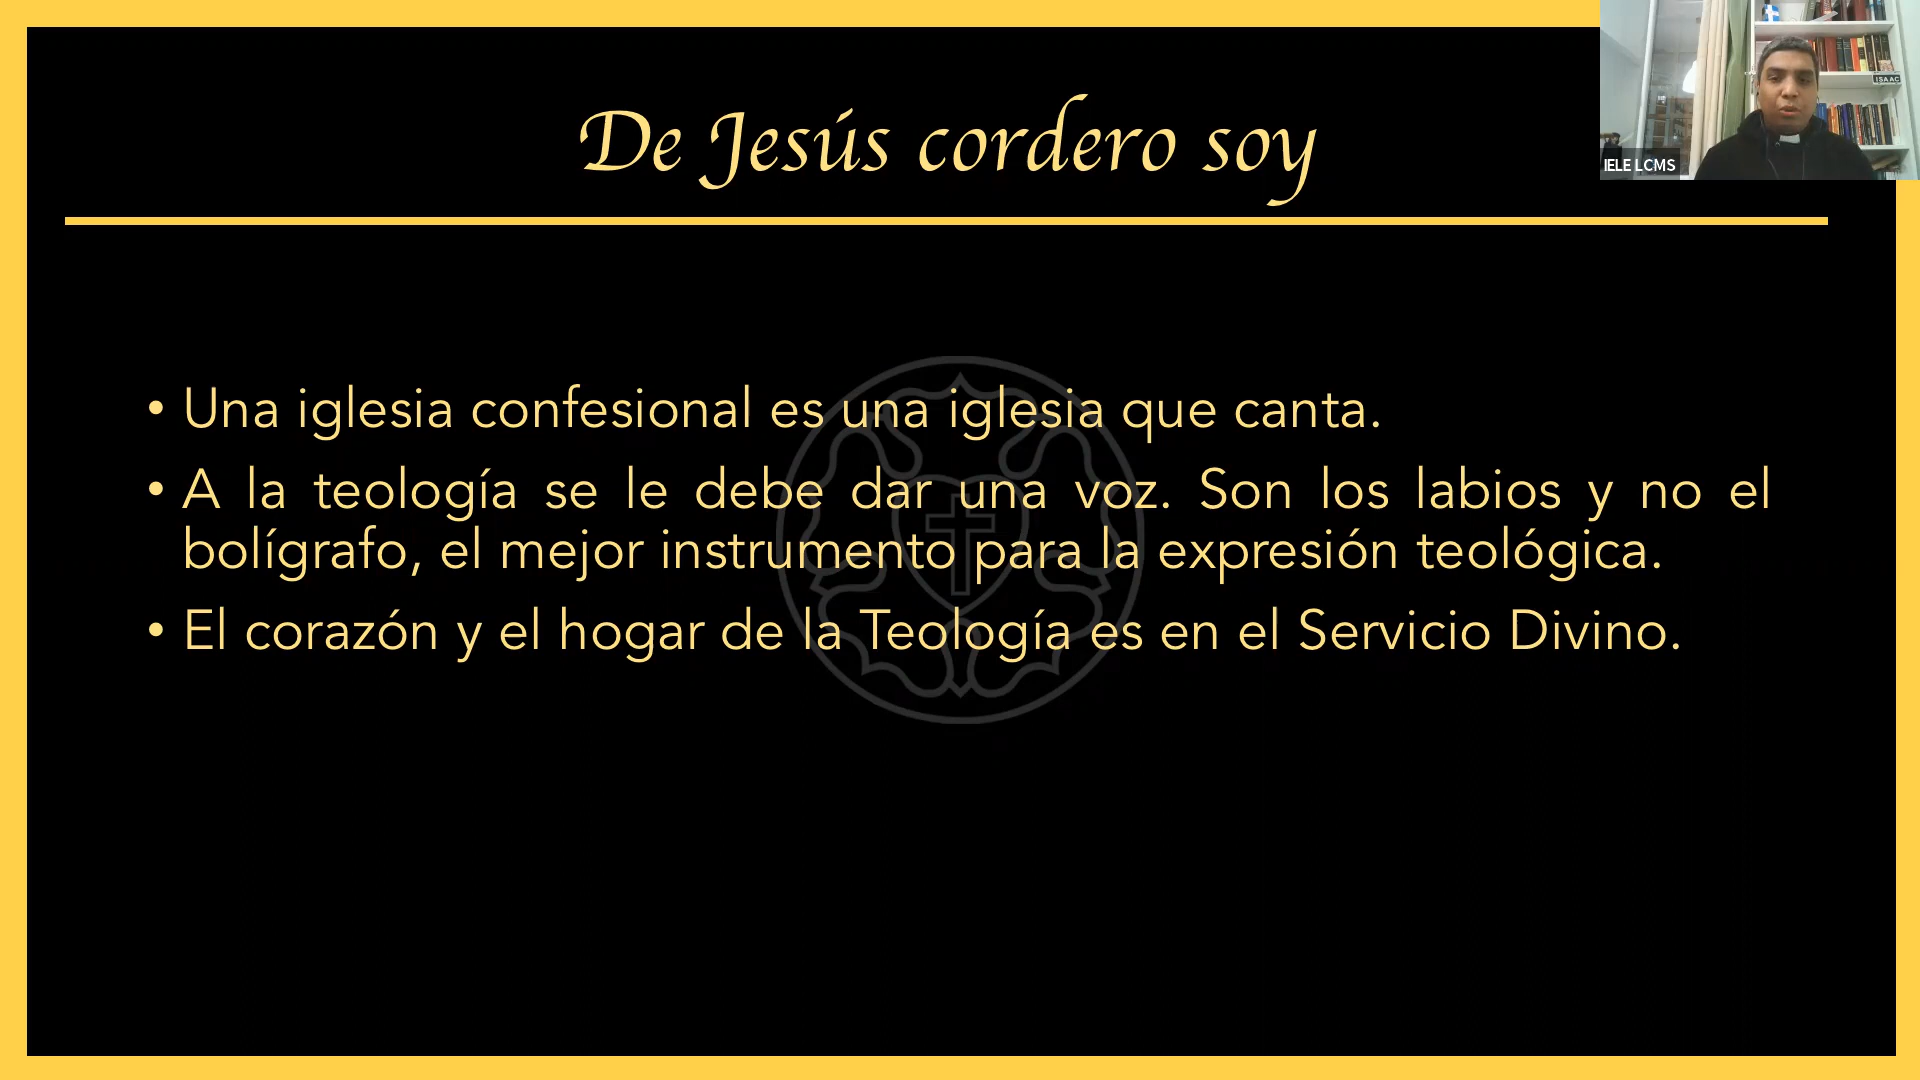 De Jesús cordero soy
ISAAC
IELE LCMS
• Una iglesia confesional es una iglesia que canta.
• A la teología se le debe dar una voz. Son los labios y no el
bolígrafo, el mejor instrumento para la expresión teológica.
• El corazón y el hogar de la Teología es en el Servicio Divino.